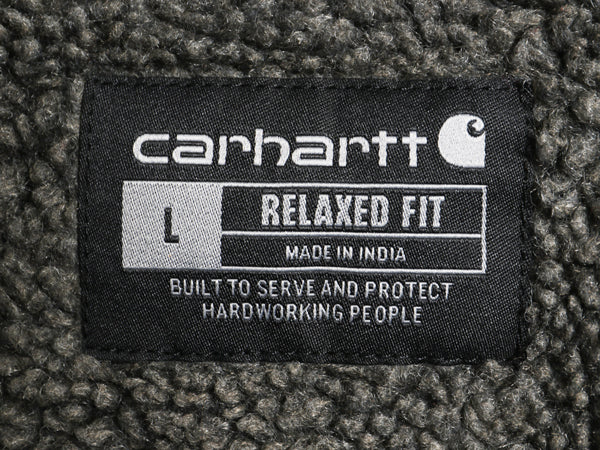 carhartt
L
RELAXED FIT
MADE IN INDIA
BUILT TO SERVE AND PROTECT
HARDWORKING PEOPLE